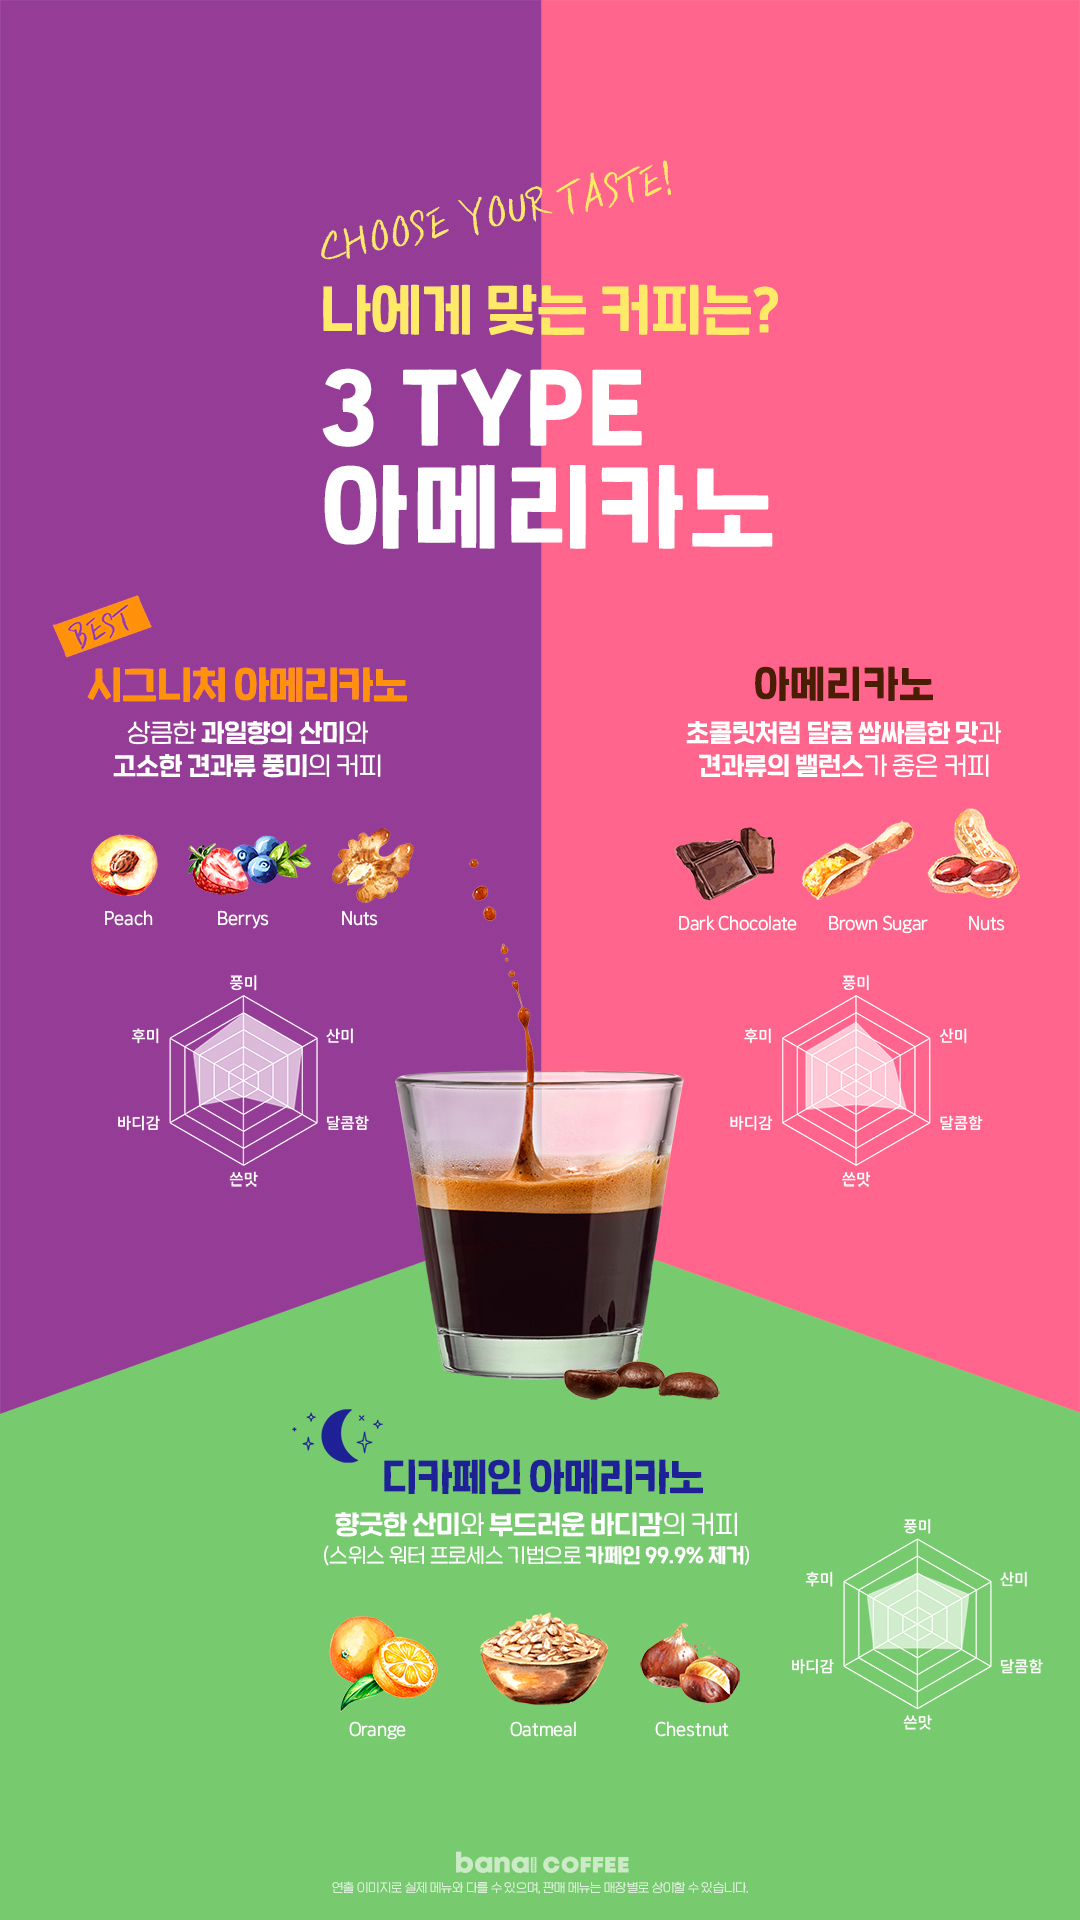 CHOOSE YOUR TASTE!
나에게 맞는 커피는?
3 TYPE
아메리카노
BEST
시그니처 아메리카노
상큼한 과일향의 산미와
고소한 견과류 풍미의 커피
Peach
Berrys
Nuts
풍미
후미
산미
바디감
달콤함
쓴맛
아메리카노
초콜릿처럼 달콤 쌉싸름한 맛과
견과류의 밸런스가 좋은 커피
Dark Chocolate
Brown Sugar
Nuts
풍미
후미
산미
바디감
달콤함
쓴맛
디카페인 아메리카노
향긋한 산미와 부드러운 바디감의 커피
(스위스 워터 프로세스 기법으로 카페인 99.9% 제거)
Orange
Oatmeal
Chestnut
풍미
후미
산미
바디감
달콤함
쓴맛
bana COFFEE
연출 이미지로 실제 메뉴와 다를 수 있으며, 판매 메뉴는 매장별로 상이할 수 있습니다.